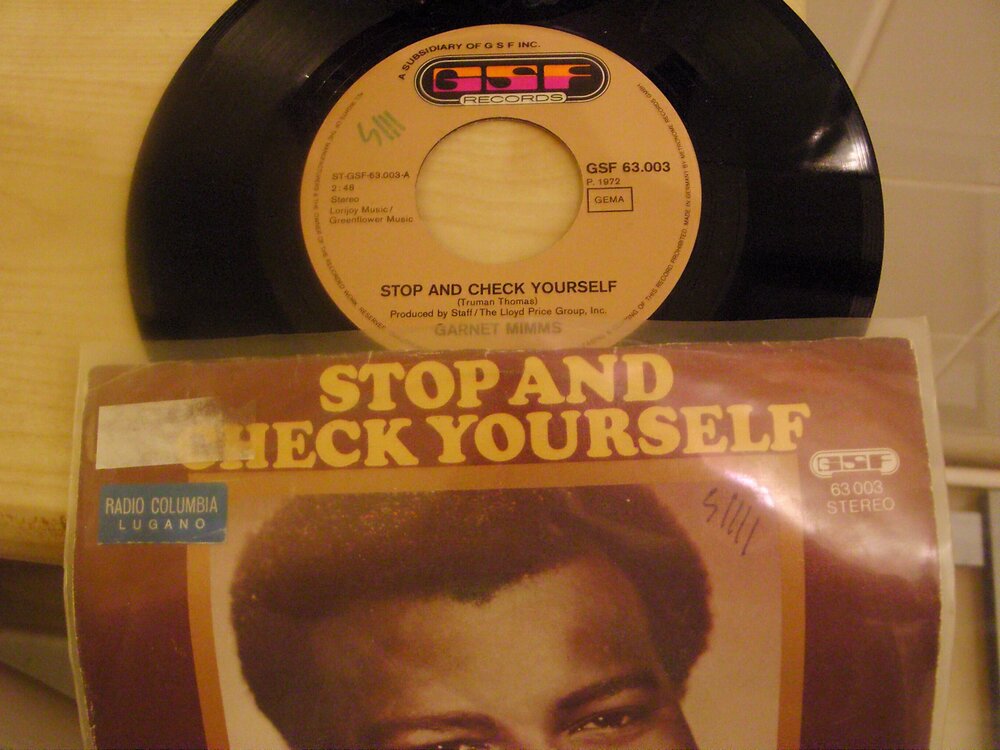 A SUBSIDIARY OF G S F INC.
GSF
RECORDS
ST-GSF-63.003-A
2:48
Stereo
Lorijoy Music/
Greenflower Music
GSF 63.003
P. 1972
GEMA
STOP AND CHECK YOURSELF
(Truman Thomas)
Produced by Staff/The Lloyd Price Group, Inc.
GARNET MIMMS
STOP AND
CHECK YOURSELF
GSF
63 003
STEREO
RADIO COLUMBIA
LUGANO